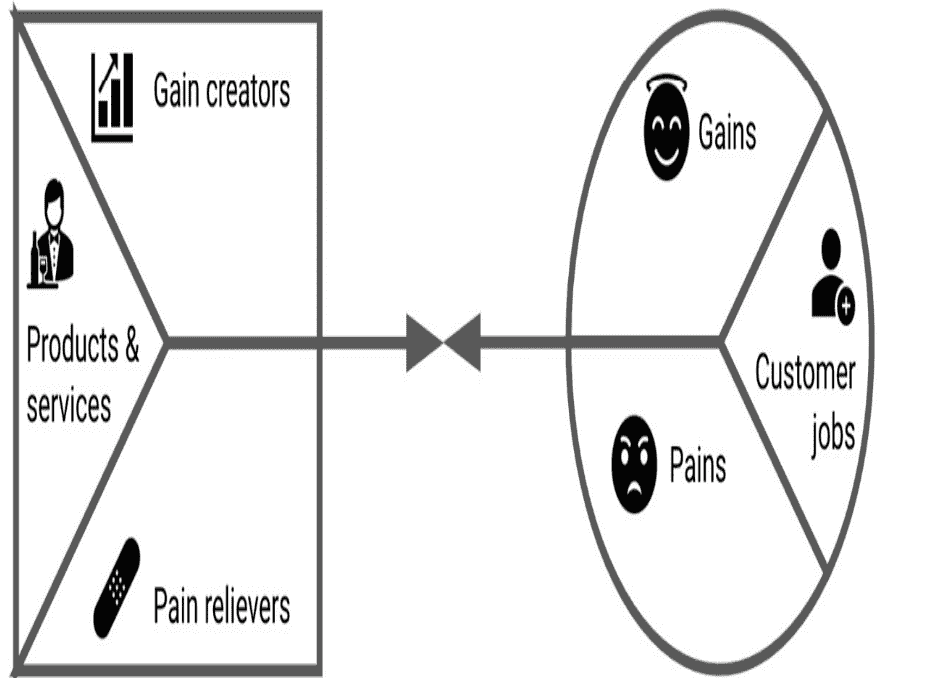 Gain creators
Products &
services
Pain relievers
Gains
Customer
jobs
Pains